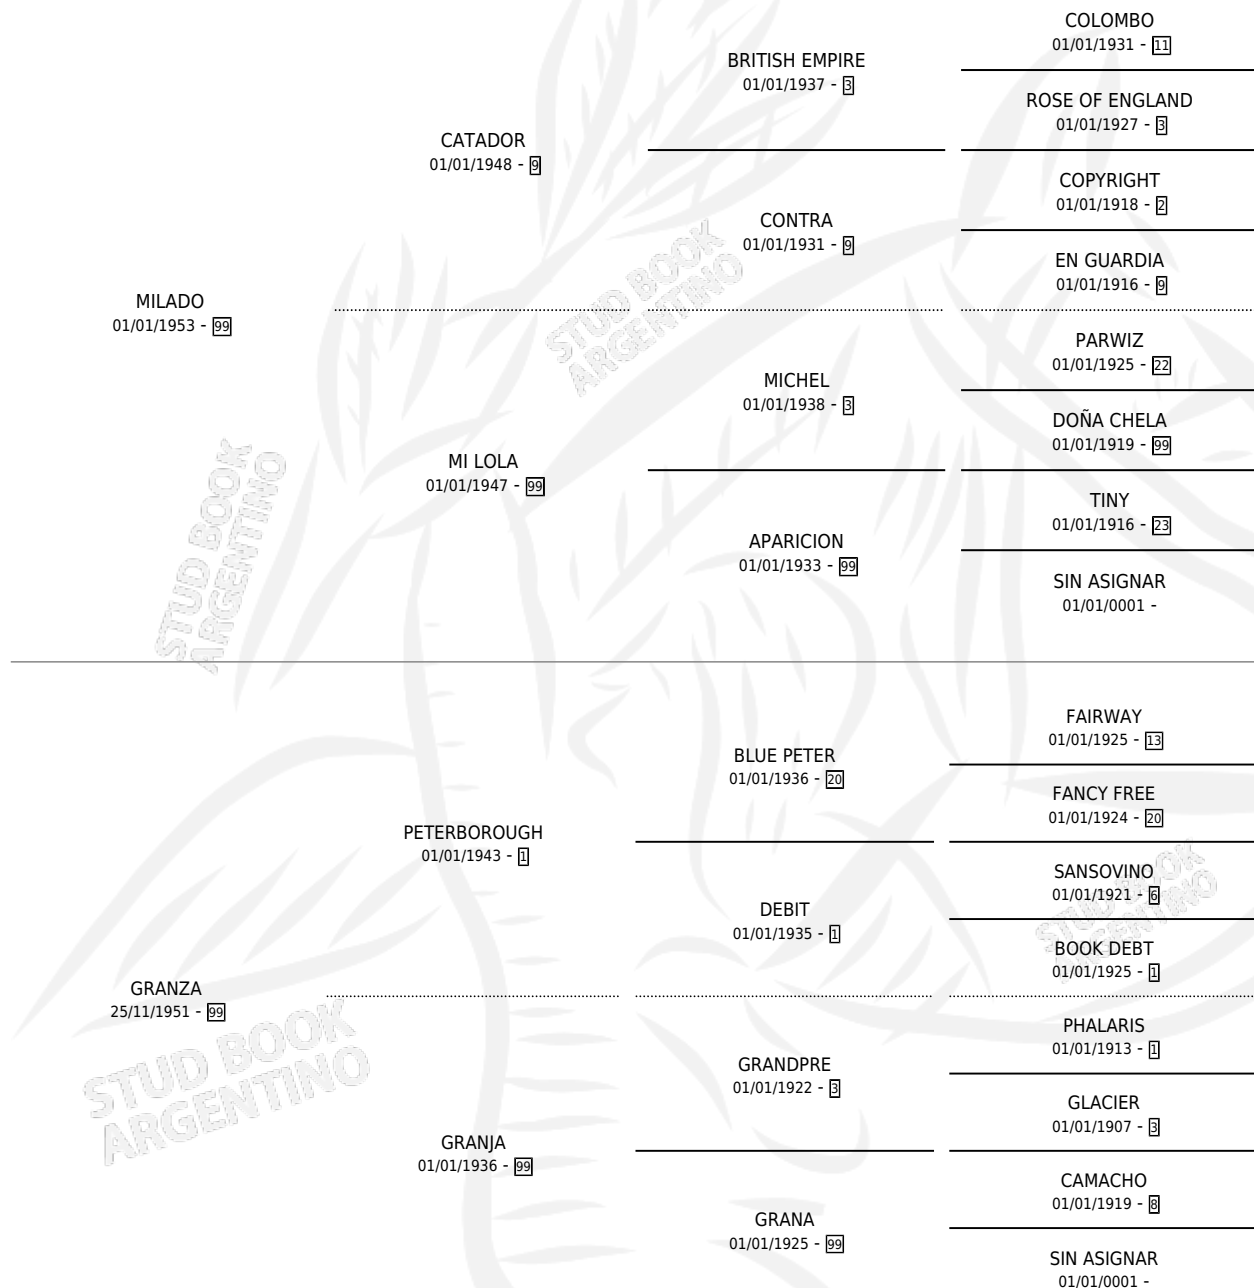 COLOMBO
01/01/1931 - 11
BRITISH EMPIRE
01/01/1937 - 3
ROSE OF ENGLAND
01/01/1927 - 3
CATADOR
01/01/1948 - 9
COPYRIGHT
01/01/1918 - 2
CONTRA
01/01/1931 - 9
EN GUARDIA
01/01/1916 - 9
MILADO
01/01/1953 - 99
PARWIZ
01/01/1925 - 22
MICHEL
01/01/1938 - 3
DOÑA CHELA
01/01/1919 - 99
MI LOLA
01/01/1947 - 99
TINY
01/01/1916 - 23
APARICION
01/01/1933 - 99
SIN ASIGNAR
01/01/0001 -
FAIRWAY
01/01/1925 - 13
BLUE PETER
01/01/1936 - 20
FANCY FREE
01/01/1924 - 20
PETERBOROUGH
01/01/1943 - 1
SANSOVINO
01/01/1921 - 6
DEBIT
01/01/1935 - 1
BOOK DEBT
01/01/1925 - 1
GRANZA
25/11/1951 - 99
PHALARIS
01/01/1913 - 1
GRANDPRE
01/01/1922 - 3
GLACIER
01/01/1907 - 3
GRANJA
01/01/1936 - 99
CAMACHO
01/01/1919 - 8
GRANA
01/01/1925 - 99
SIN ASIGNAR
01/01/0001 -
STUD BOOK
ARGENTINO
STUD BOOK
ARGENTINO
STUD BOOK
ARGENTINO
STUD BOOK
ARGENTINO